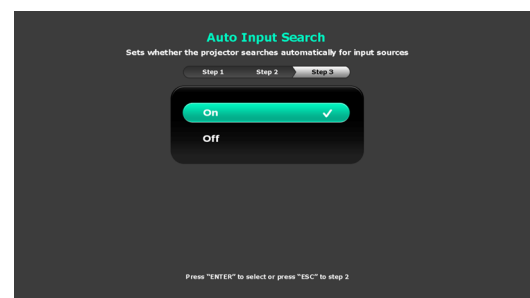 Auto Input Search
Sets whether the projector searches automatically for input sources
Step 1 Step 2 Step 3
On
Off
Press "ENTER" to select or press "ESC" to step 2